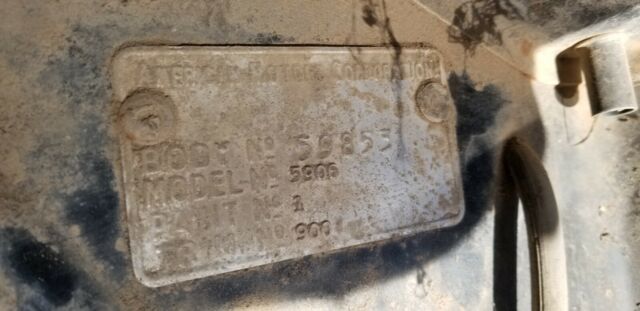 AMERICAN MOTORS CORPORATION
BODY No 59855
MODEL-No 5906
PAINT No 1
TRIM No 900